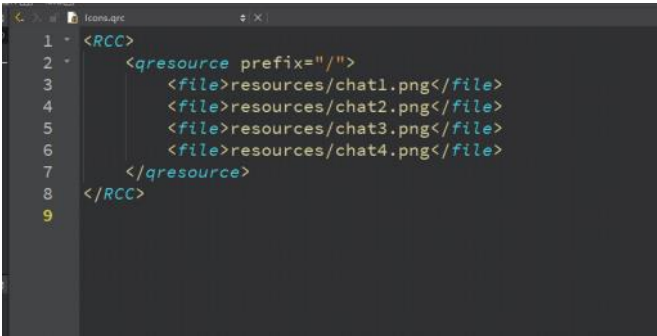 Icons.qrc
1 <RCC>
2 <qresource prefix="/">
3 <file>resources/chat1.png</file>
4 <file>resources/chat2.png</file>
5 <file>resources/chat3.png</file>
6 <file>resources/chat4.png</file>
7 </qresource>
8 </RCC>
9